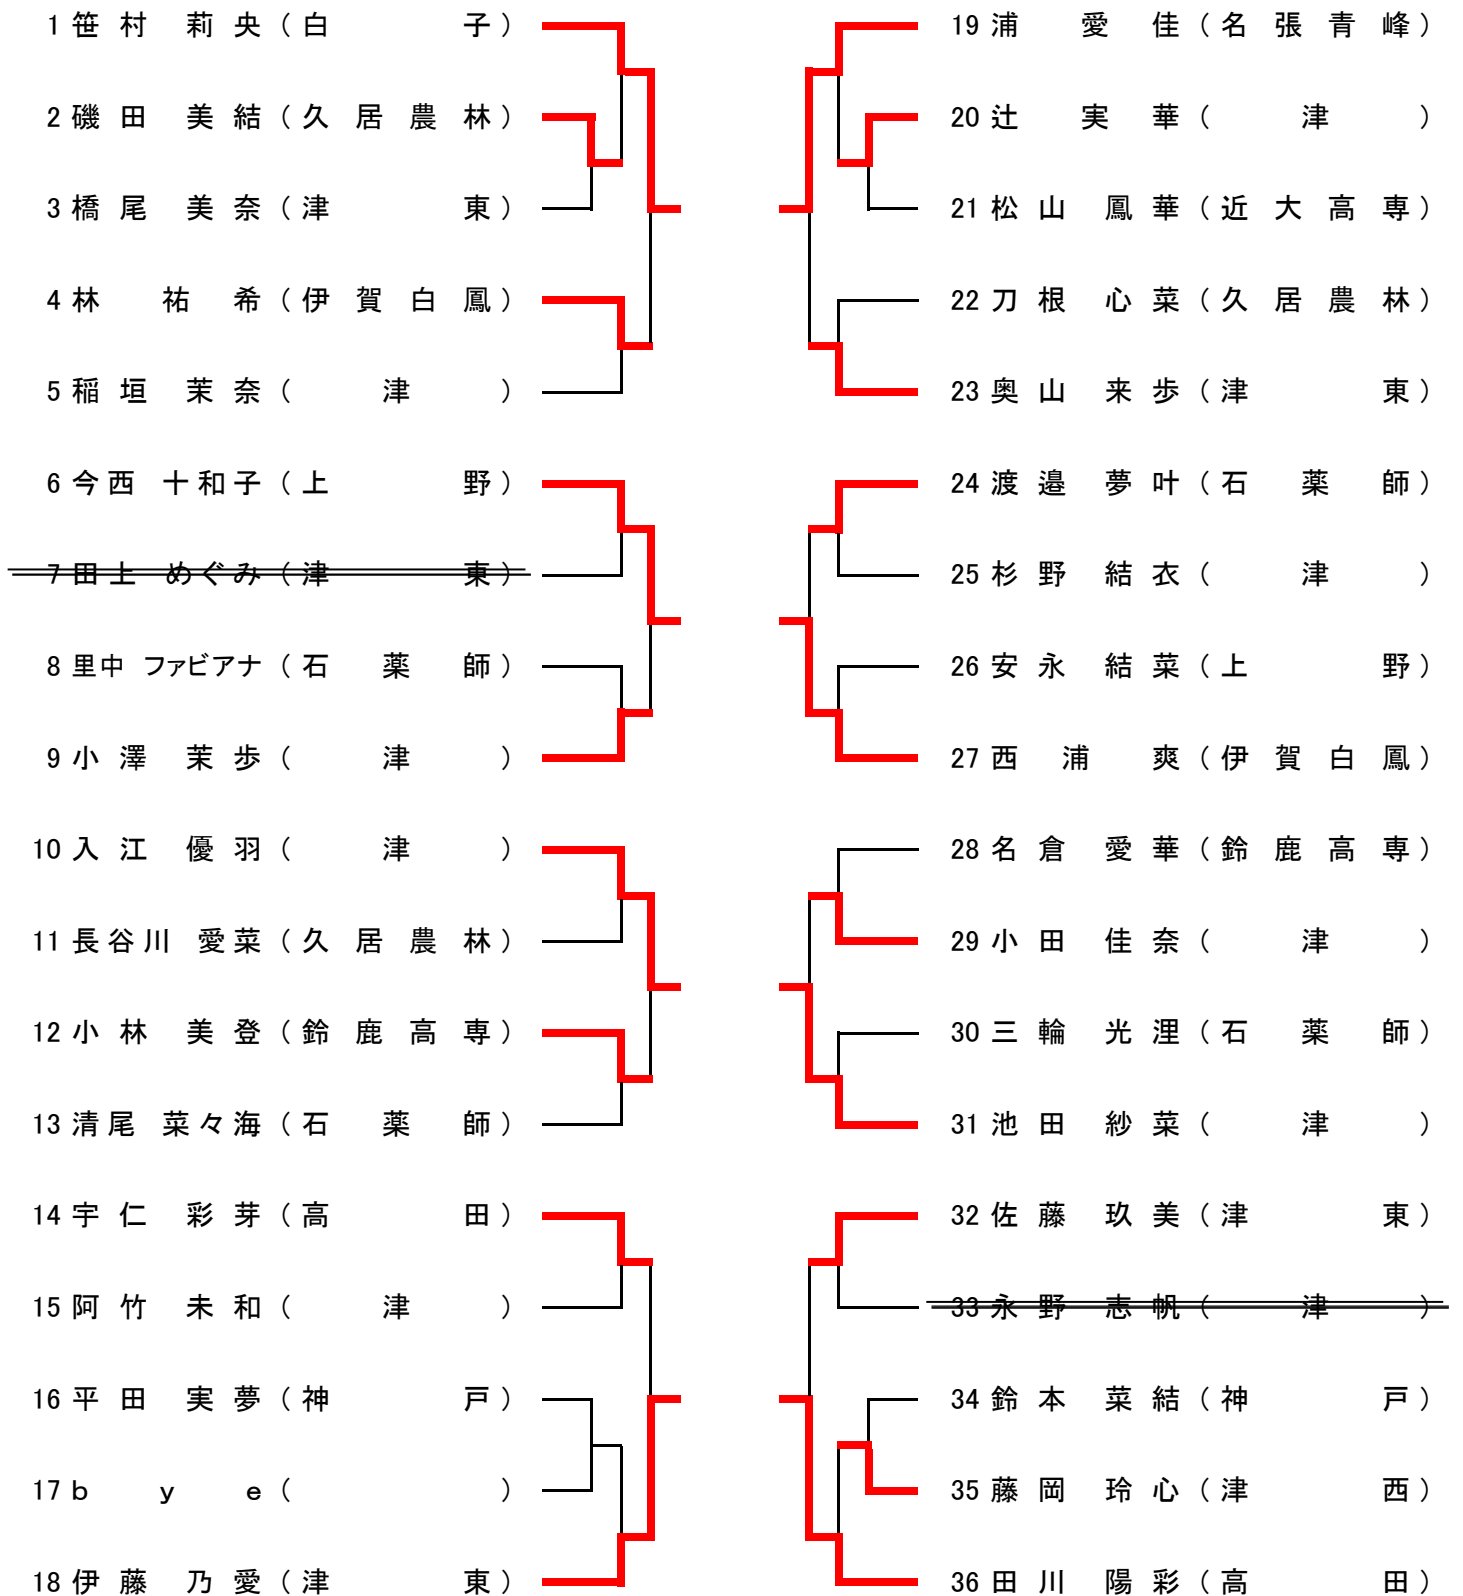 1 笹村 莉央 (白子)
2 磯田 美結 (久居農林)
3 橋尾 美奈 (津東)
4 林 祐希 (伊賀白鳳)
5 稲垣 茉奈 (津)
6 今西 十和子 (上野)
7 田上 めぐみ (津東)
8 里中 ファビアナ (石薬師)
9 小澤 茉歩 (津)
10 入江 優羽 (津)
11 長谷川 愛菜 (久居農林)
12 小林 美登 (鈴鹿高専)
13 清尾 菜々海 (石薬師)
14 宇仁 彩芽 (高田)
15 阿竹 未和 (津)
16 平田 実夢 (神戸)
17 bye ( )
18 伊藤 乃愛 (津東)
19 浦 愛佳 (名張青峰)
20 辻 実華 (津)
21 松山 鳳華 (近大高専)
22 刀根 心菜 (久居農林)
23 奥山 来歩 (津東)
24 渡邉 夢叶 (石薬師)
25 杉野 結衣 (津)
26 安永 結菜 (上野)
27 西浦 爽 (伊賀白鳳)
28 名倉 愛華 (鈴鹿高専)
29 小田 佳奈 (津)
30 三輪 光浬 (石薬師)
31 池田 紗菜 (津)
32 佐藤 玖美 (津東)
33 永野 志帆 (津)
34 鈴本 菜結 (神戸)
35 藤岡 玲心 (津西)
36 田川 陽彩 (高田)